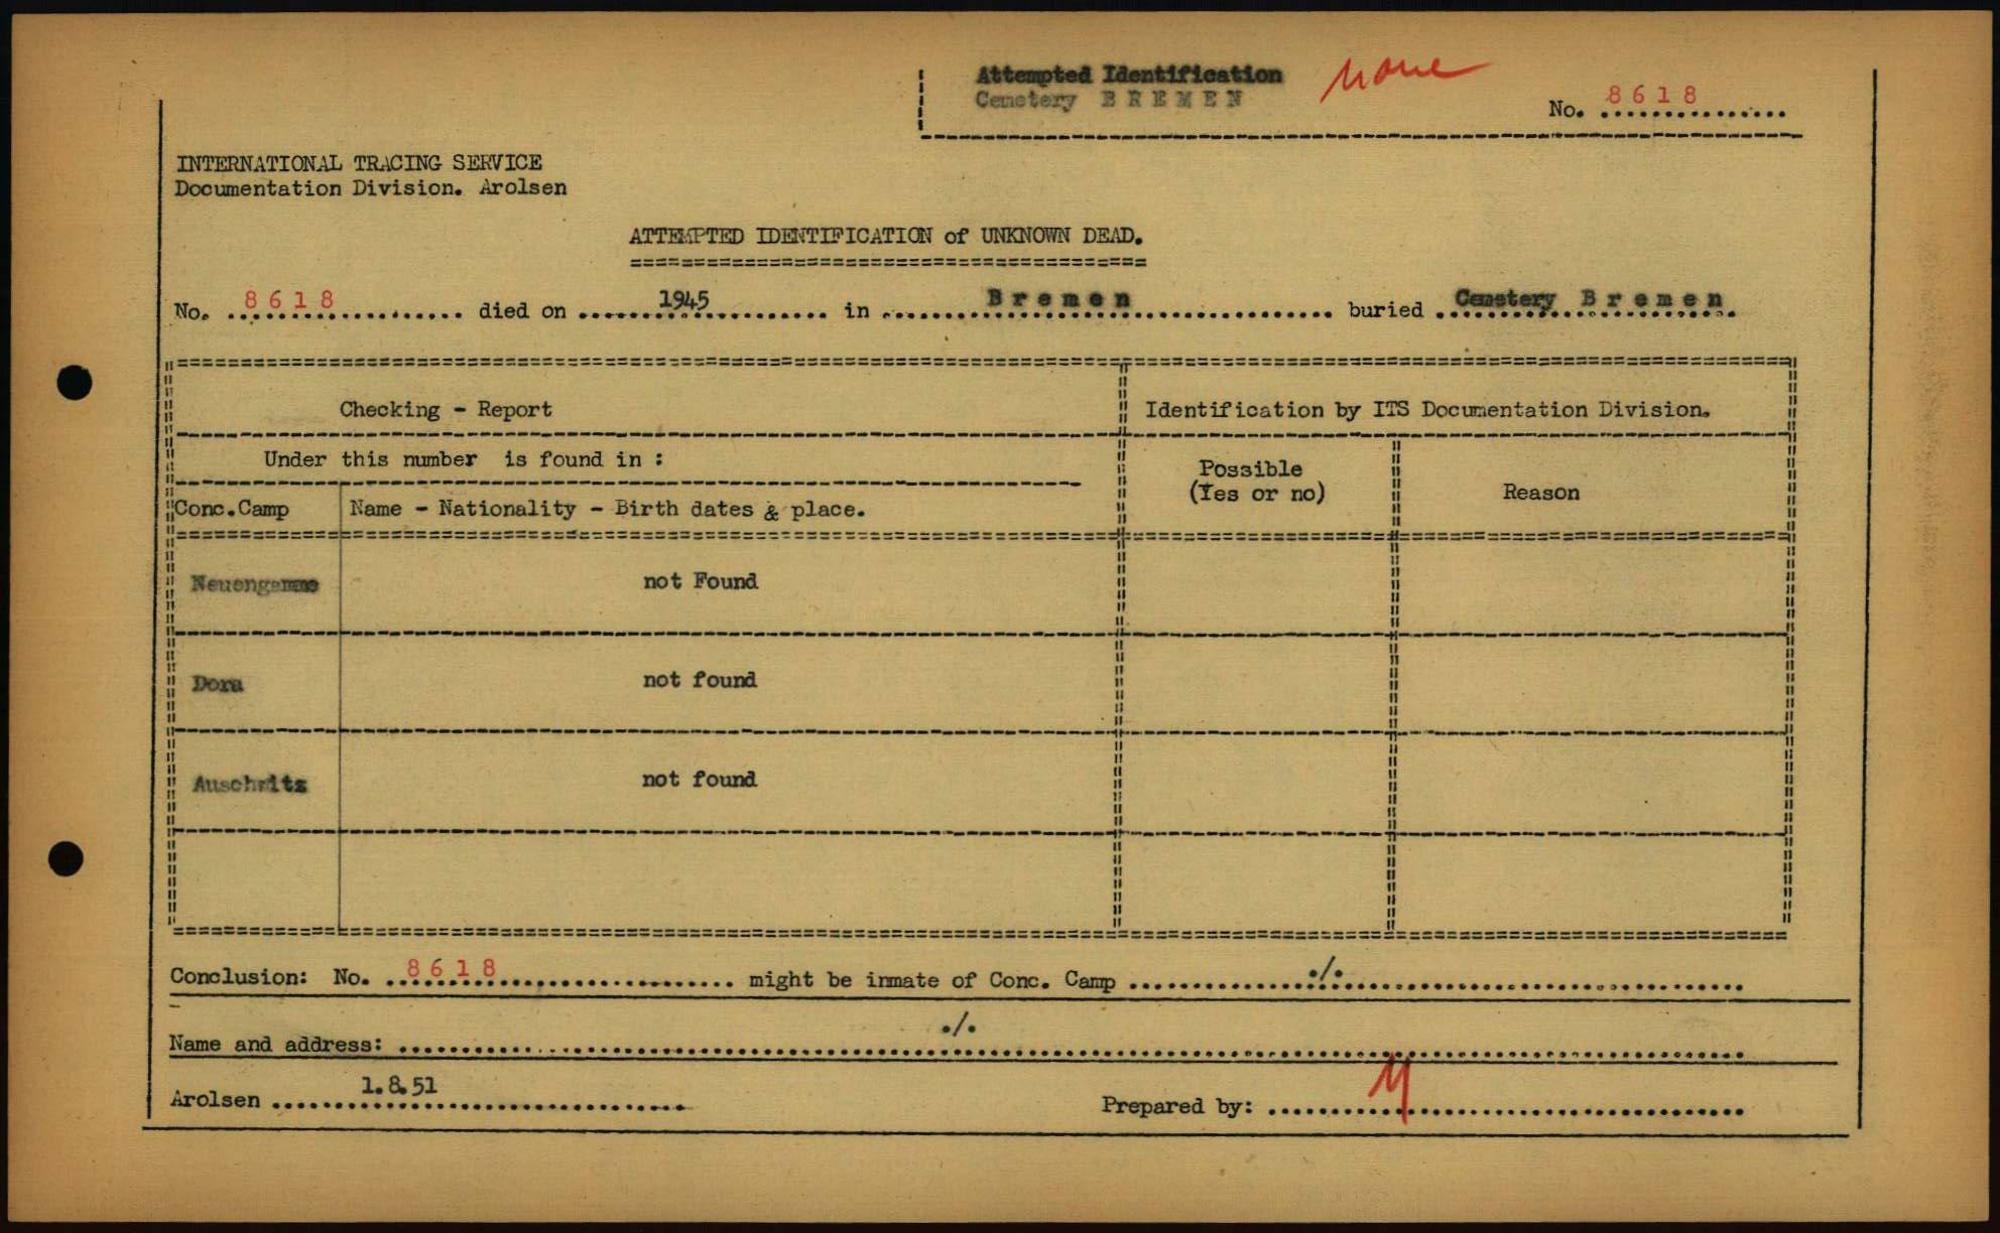 Attempted Identification none
Cemetery B R E M E N
No. 8618
INTERNATIONAL TRACING SERVICE
Documentation Division. Arolsen
ATTEMPTED IDENTIFICATION of UNKNOWN DEAD.
No. 8618 died on 1945 in B r e m e n buried Cemetery B r e m e n
Checking - Report
Identification by ITS Documentation Division.
Under this number is found in :
Possible
(Yes or no)
Reason
Conc.Camp Name - Nationality - Birth dates & place.
Neuengamme not Found
Dora not found
Auschwitz not found
Conclusion: No. 8618 might be inmate of Conc. Camp ./.
Name and address: ./.
Arolsen 1.8.51 Prepared by: